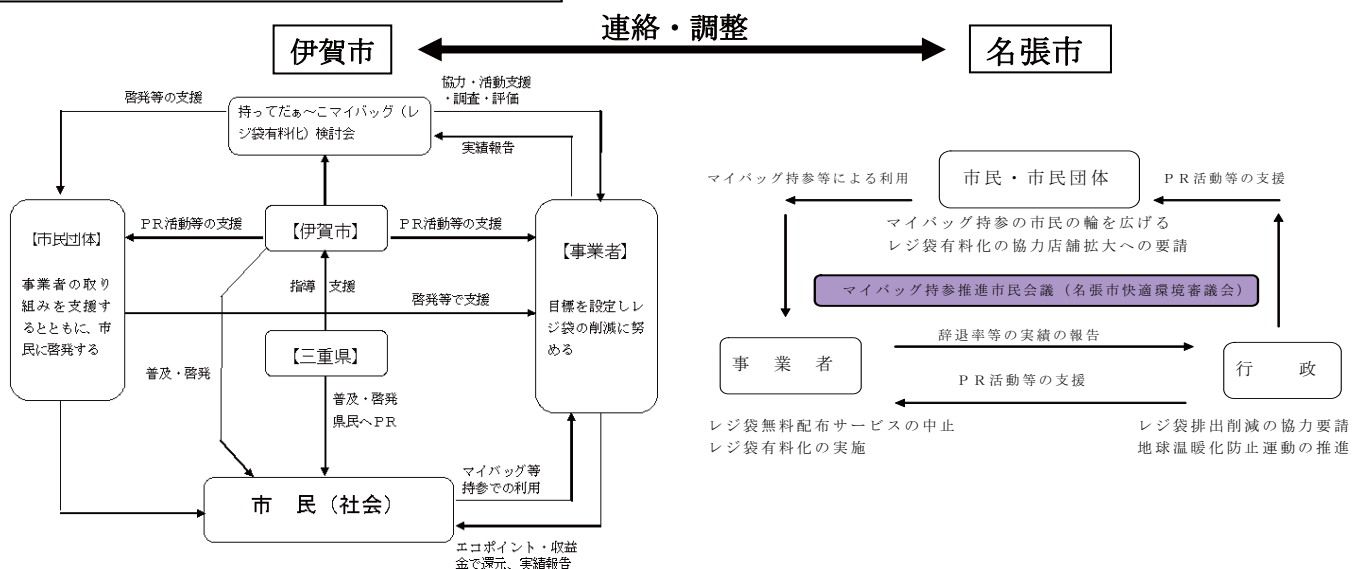 連絡・調整
伊賀市
名張市
啓発等の支援
協力・活動支援
・調査・評価
持ってだぁ～こマイバッグ（レ
ジ袋有料化）検討会
実績報告
【市民団体】
事業者の取り
組みを支援す
るとともに、市
民に啓発する
ＰＲ活動等の支援
【伊賀市】
ＰＲ活動等の支援
【事業者】
目標を設定しレ
ジ袋の削減に努
める
指導
支援
啓発等で支援
【三重県】
普及・啓発
普及・啓発
県民へＰＲ
市　民（社会）
マイバッグ等
持参での利用
エコポイント・収益
金で還元、実績報告
マイバッグ持参等による利用
市民・市民団体
ＰＲ活動等の支援
マイバッグ持参の市民の輪を広げる
レジ袋有料化の協力店舗拡大への要請
マイバッグ持参推進市民会議（名張市快適環境審議会）
辞退率等の実績の報告
事　業　者
行　　政
ＰＲ活動等の支援
レジ袋無料配布サービスの中止
レジ袋有料化の実施
レジ袋排出削減の協力要請
地球温暖化防止運動の推進